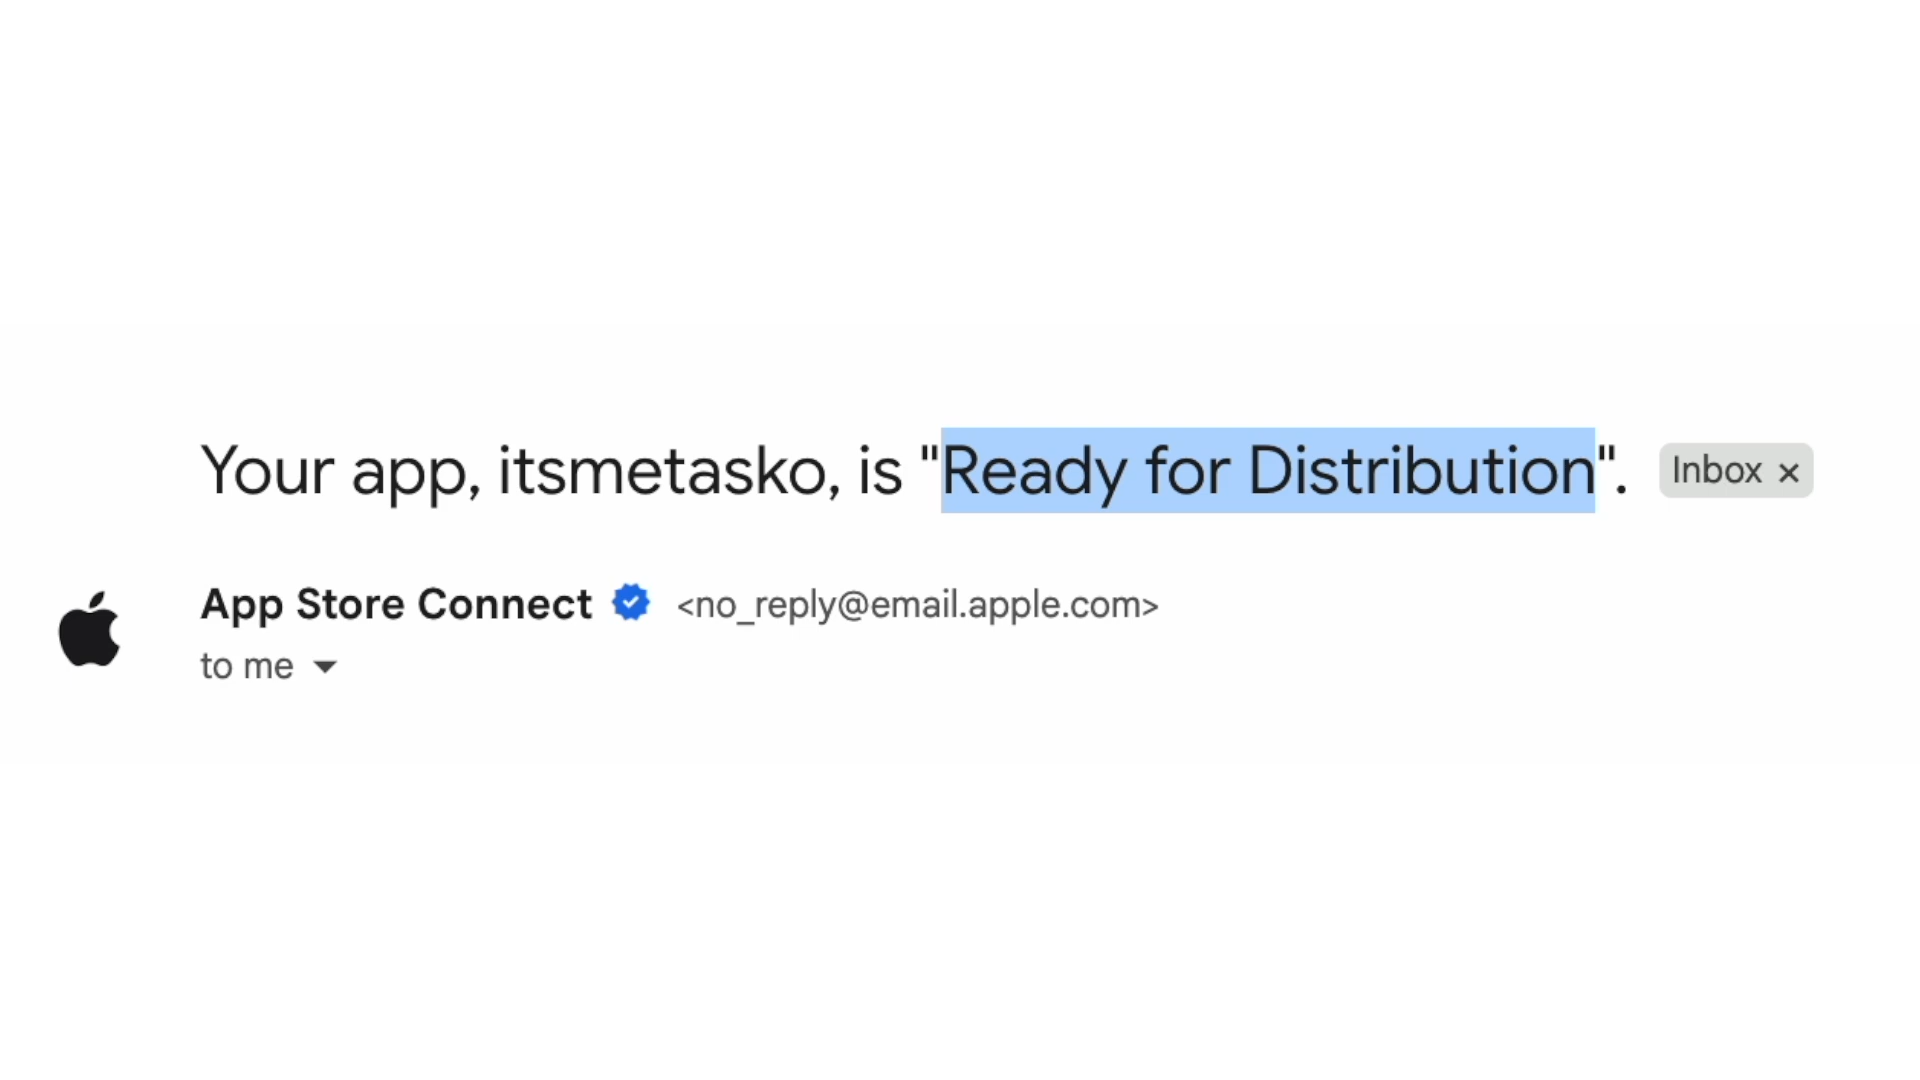 Your app, itsmetasko, is "Ready for Distribution". Inbox ×
App Store Connect <no_reply@email.apple.com>
to me